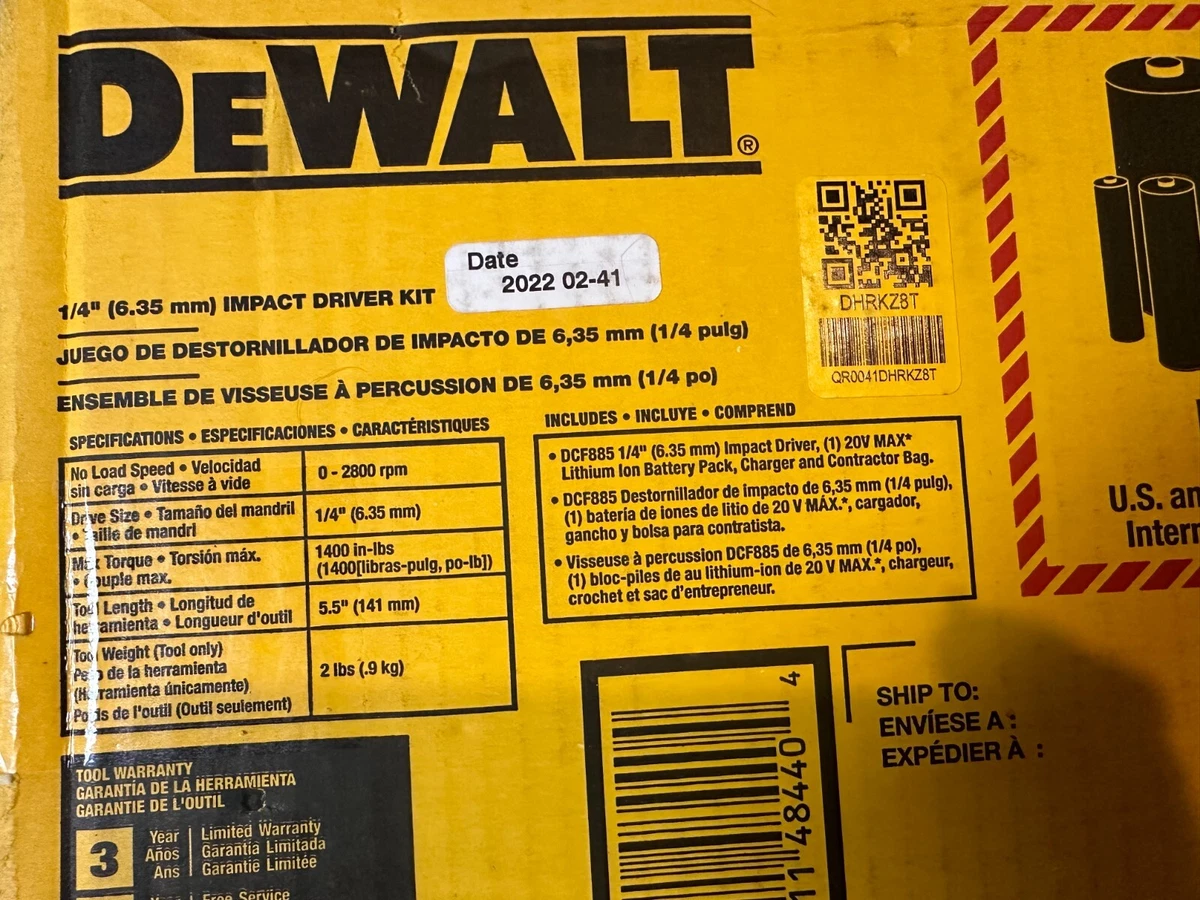 DEWALT®
Date
2022 02-41
DHRKZ8T
QR0041DHRKZ8T
1/4" (6.35 mm) IMPACT DRIVER KIT
JUEGO DE DESTORNILLADOR DE IMPACTO DE 6,35 mm (1/4 pulg)
ENSEMBLE DE VISSEUSE À PERCUSSION DE 6,35 mm (1/4 po)
SPECIFICATIONS • ESPECIFICACIONES • CARACTÉRISTIQUES
No Load Speed • Velocidad
sin carga • Vitesse à vide
0 - 2800 rpm
Drive Size • Tamaño del mandril
• Taille de mandri
1/4" (6.35 mm)
Max Torque • Torsión máx.
• Couple max.
1400 in-lbs
(1400[libras-pulg, po-lb])
Tool Length • Longitud de
herramienta • Longueur d'outil
5.5" (141 mm)
Tool Weight (Tool only)
Peso de la herramienta
(Herramienta únicamente)
Poids de l'outil (Outil seulement)
2 lbs (.9 kg)
INCLUDES • INCLUYE • COMPREND
• DCF885 1/4" (6.35 mm) Impact Driver, (1) 20V MAX*
Lithium Ion Battery Pack, Charger and Contractor Bag.
• DCF885 Destornillador de impacto de 6,35 mm (1/4 pulg),
(1) batería de iones de litio de 20 V MÁX.*, cargador,
gancho y bolsa para contratista.
• Visseuse à percussion DCF885 de 6,35 mm (1/4 po),
(1) bloc-piles de au lithium-ion de 20 V MAX.*, chargeur,
crochet et sac d'entrepreneur.
U.S. an
Intern
TOOL WARRANTY
GARANTÍA DE LA HERRAMIENTA
GARANTIE DE L'OUTIL
3
Year
Años
Ans
Limited Warranty
Garantía Limitada
Garantie Limitée
Free Service
11 48440 4
SHIP TO:
ENVÍESE A :
EXPÉDIER À :